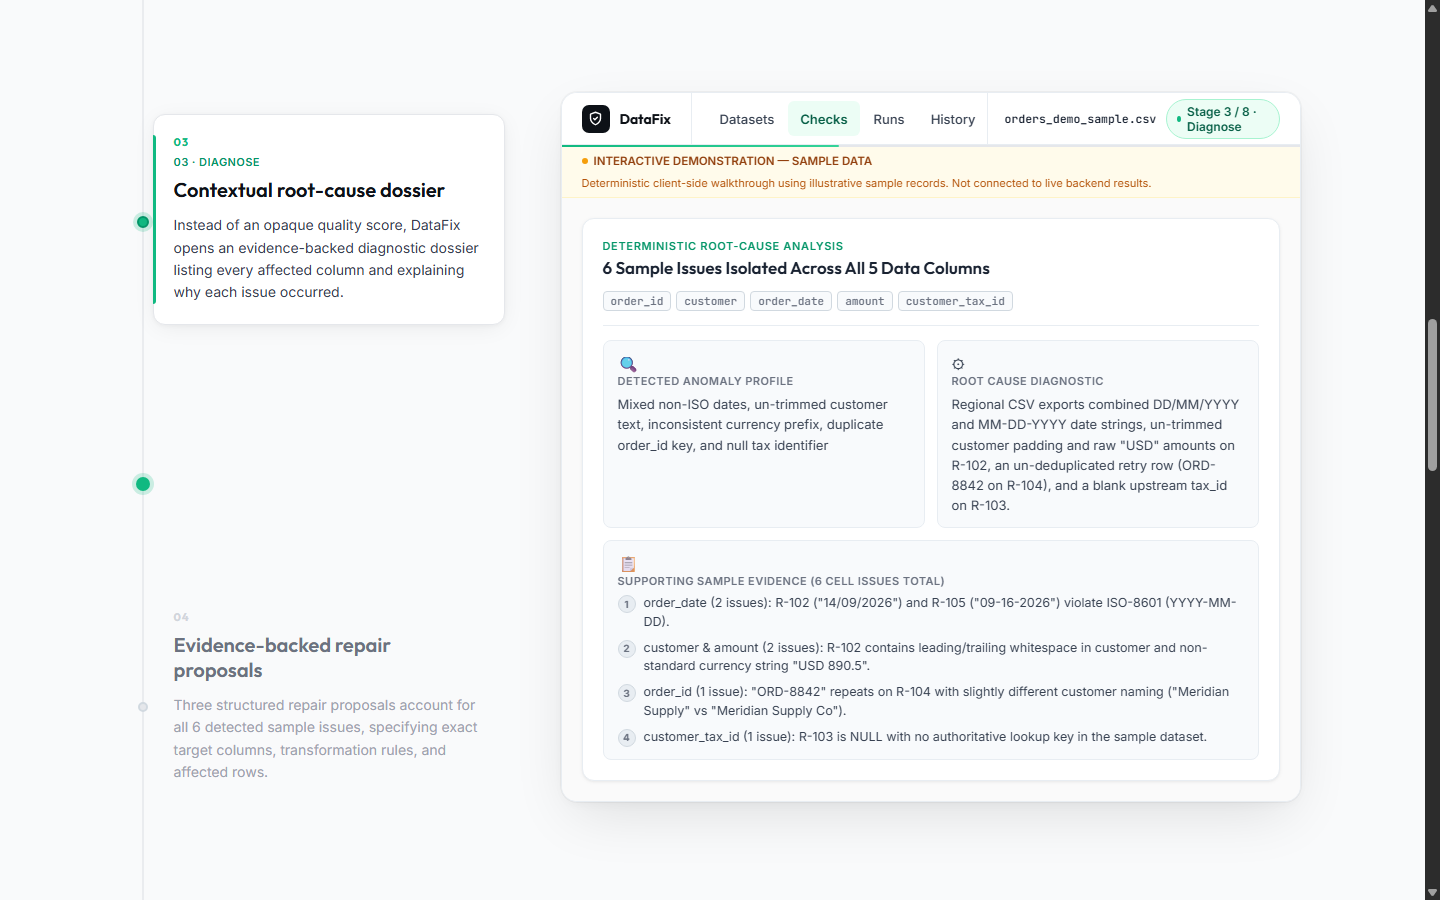 03
03 · DIAGNOSE
Contextual root-cause dossier
Instead of an opaque quality score, DataFix
opens an evidence-backed diagnostic dossier
listing every affected column and explaining
why each issue occurred.
04
Evidence-backed repair
proposals
Three structured repair proposals account for
all 6 detected sample issues, specifying exact
target columns, transformation rules, and
affected rows.
DataFix
Datasets
Checks
Runs
History
orders_demo_sample.csv
Stage 3 / 8 ·
Diagnose
INTERACTIVE DEMONSTRATION — SAMPLE DATA
Deterministic client-side walkthrough using illustrative sample records. Not connected to live backend results.
DETERMINISTIC ROOT-CAUSE ANALYSIS
6 Sample Issues Isolated Across All 5 Data Columns
order_id
customer
order_date
amount
customer_tax_id
DETECTED ANOMALY PROFILE
Mixed non-ISO dates, un-trimmed customer
text, inconsistent currency prefix, duplicate
order_id key, and null tax identifier
ROOT CAUSE DIAGNOSTIC
Regional CSV exports combined DD/MM/YYYY
and MM-DD-YYYY date strings, un-trimmed
customer padding and raw "USD" amounts on
R-102, an un-deduplicated retry row (ORD-
8842 on R-104), and a blank upstream tax_id
on R-103.
SUPPORTING SAMPLE EVIDENCE (6 CELL ISSUES TOTAL)
1 order_date (2 issues): R-102 ("14/09/2026") and R-105 ("09-16-2026") violate ISO-8601 (YYYY-MM-
DD).
2 customer & amount (2 issues): R-102 contains leading/trailing whitespace in customer and non-
standard currency string "USD 890.5".
3 order_id (1 issue): "ORD-8842" repeats on R-104 with slightly different customer naming ("Meridian
Supply" vs "Meridian Supply Co").
4 customer_tax_id (1 issue): R-103 is NULL with no authoritative lookup key in the sample dataset.